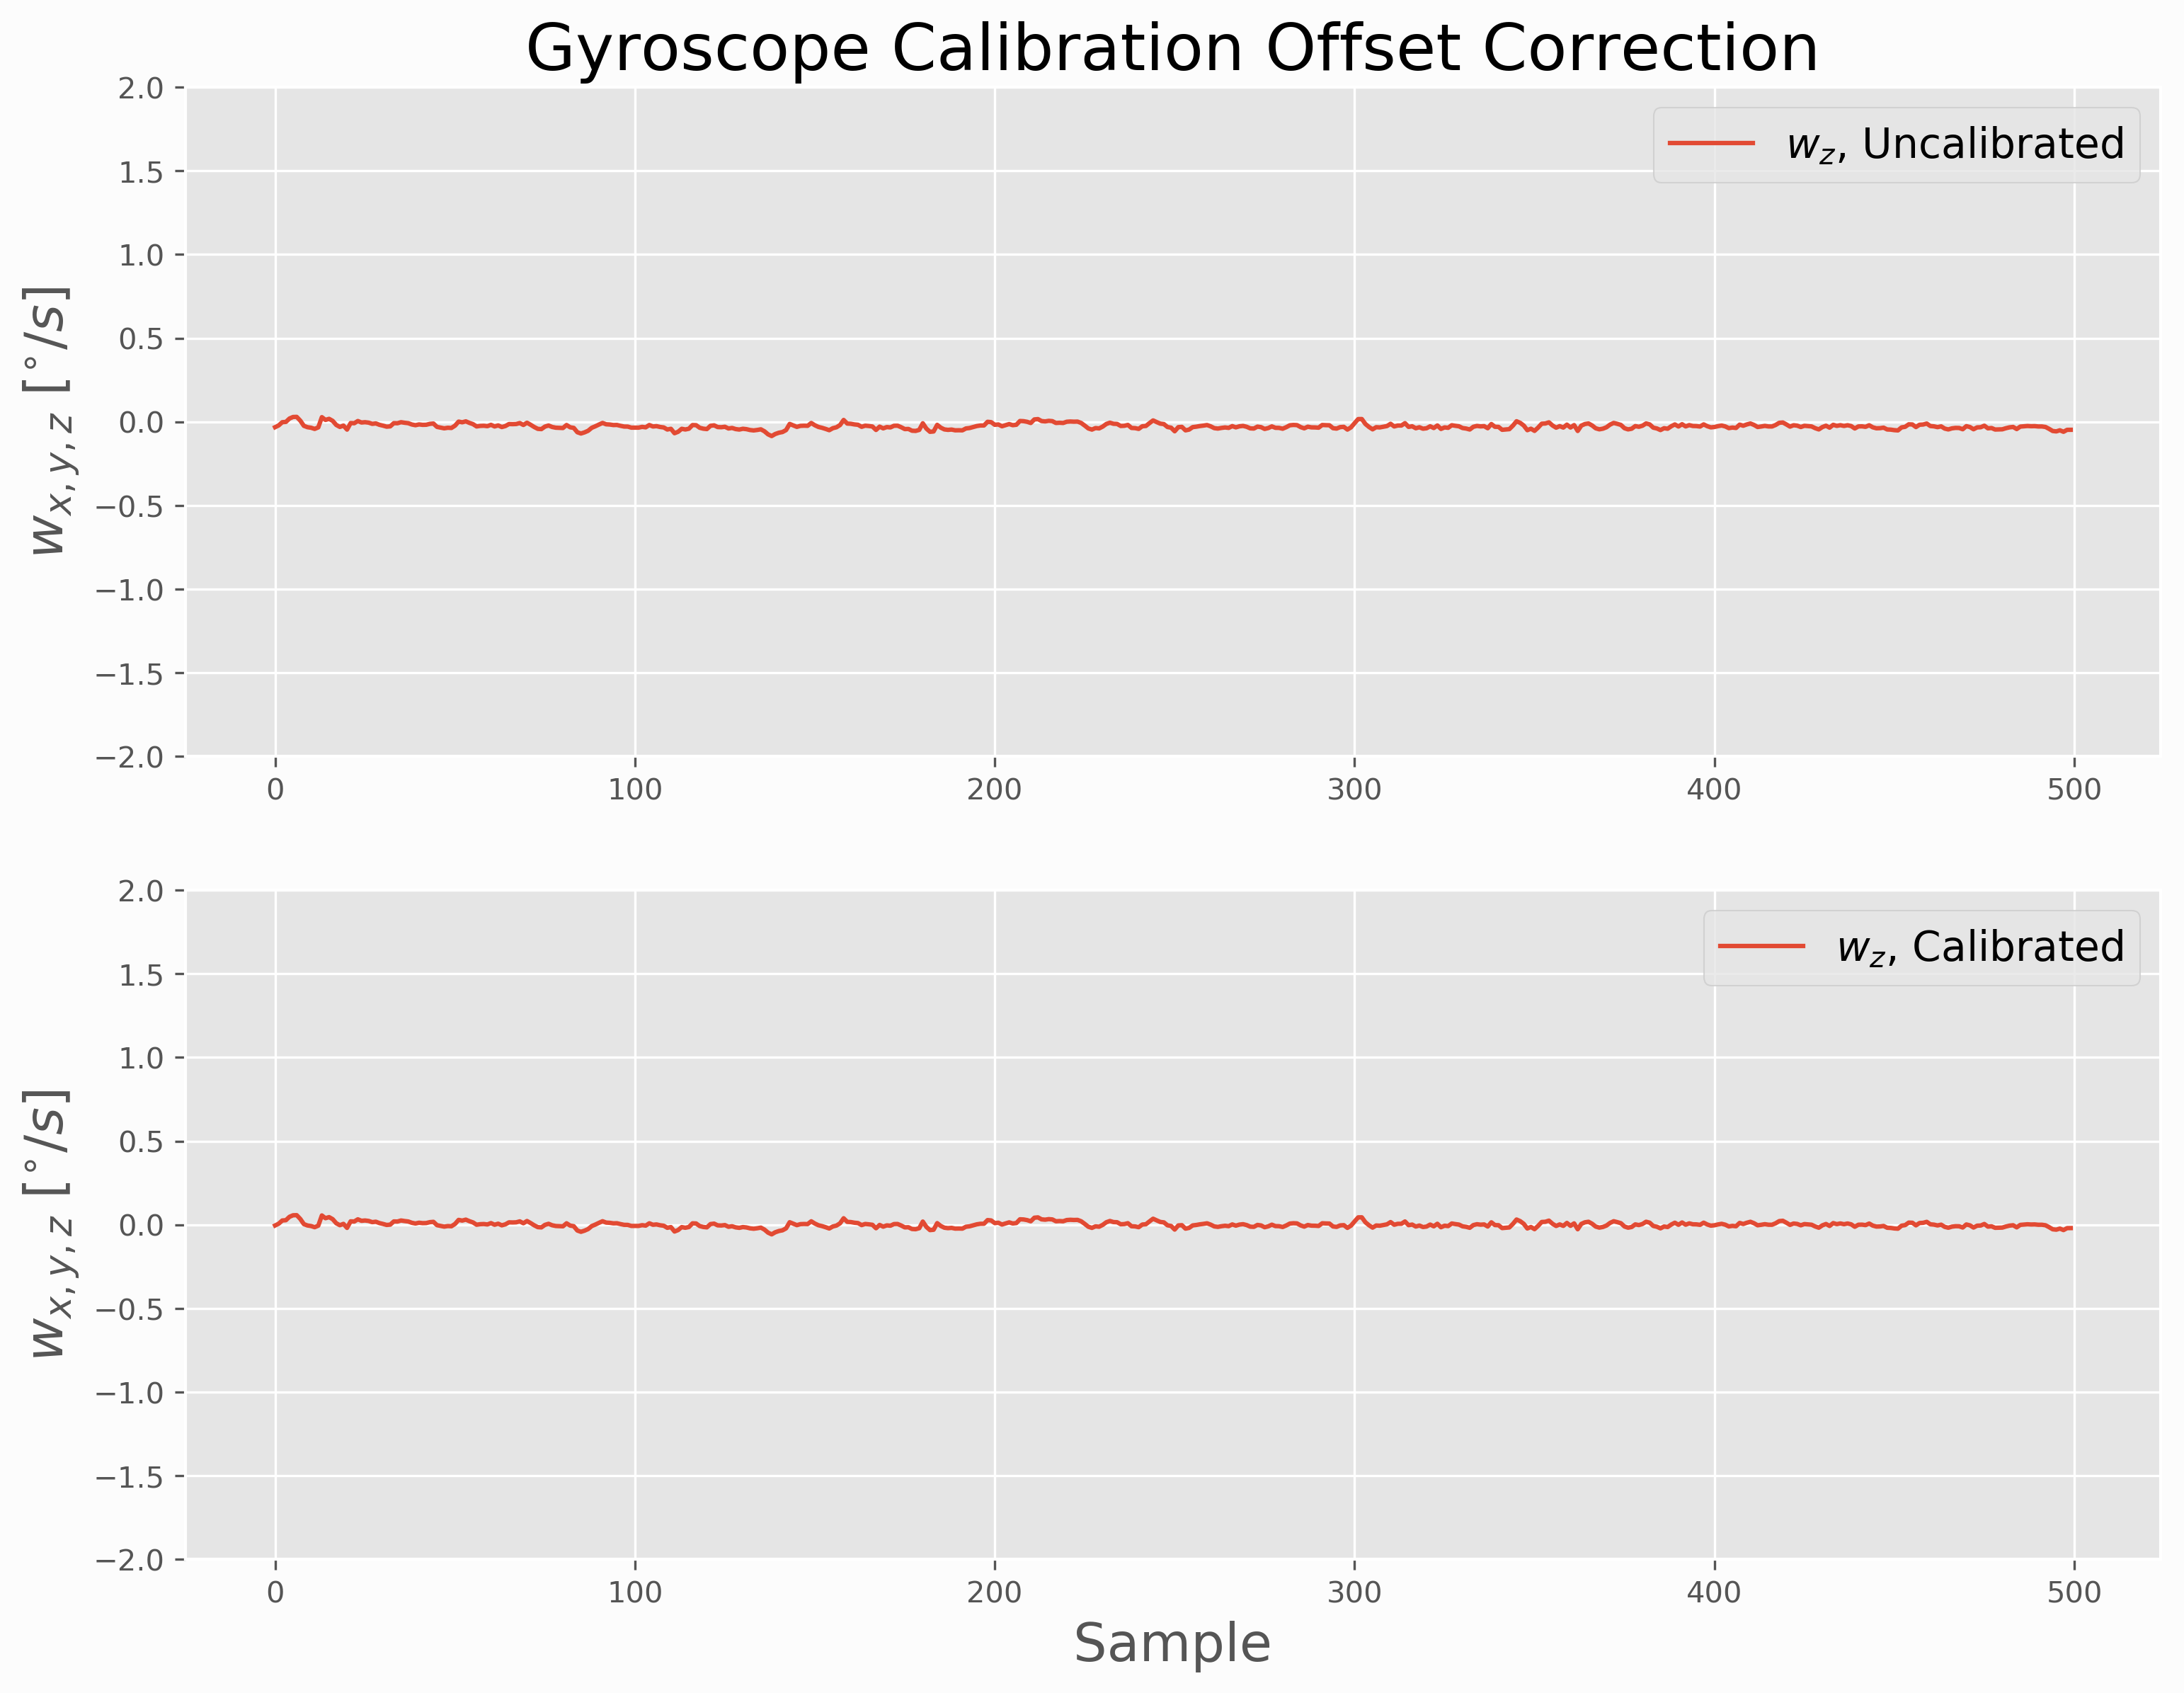 Gyroscope Calibration Offset Correction
w_z, Uncalibrated
w_{x,y,z} [°/s]
2.0
1.5
1.0
0.5
0.0
−0.5
−1.0
−1.5
−2.0
0 100 200 300 400 500
w_z, Calibrated
w_{x,y,z} [°/s]
2.0
1.5
1.0
0.5
0.0
−0.5
−1.0
−1.5
−2.0
0 100 200 300 400 500
Sample